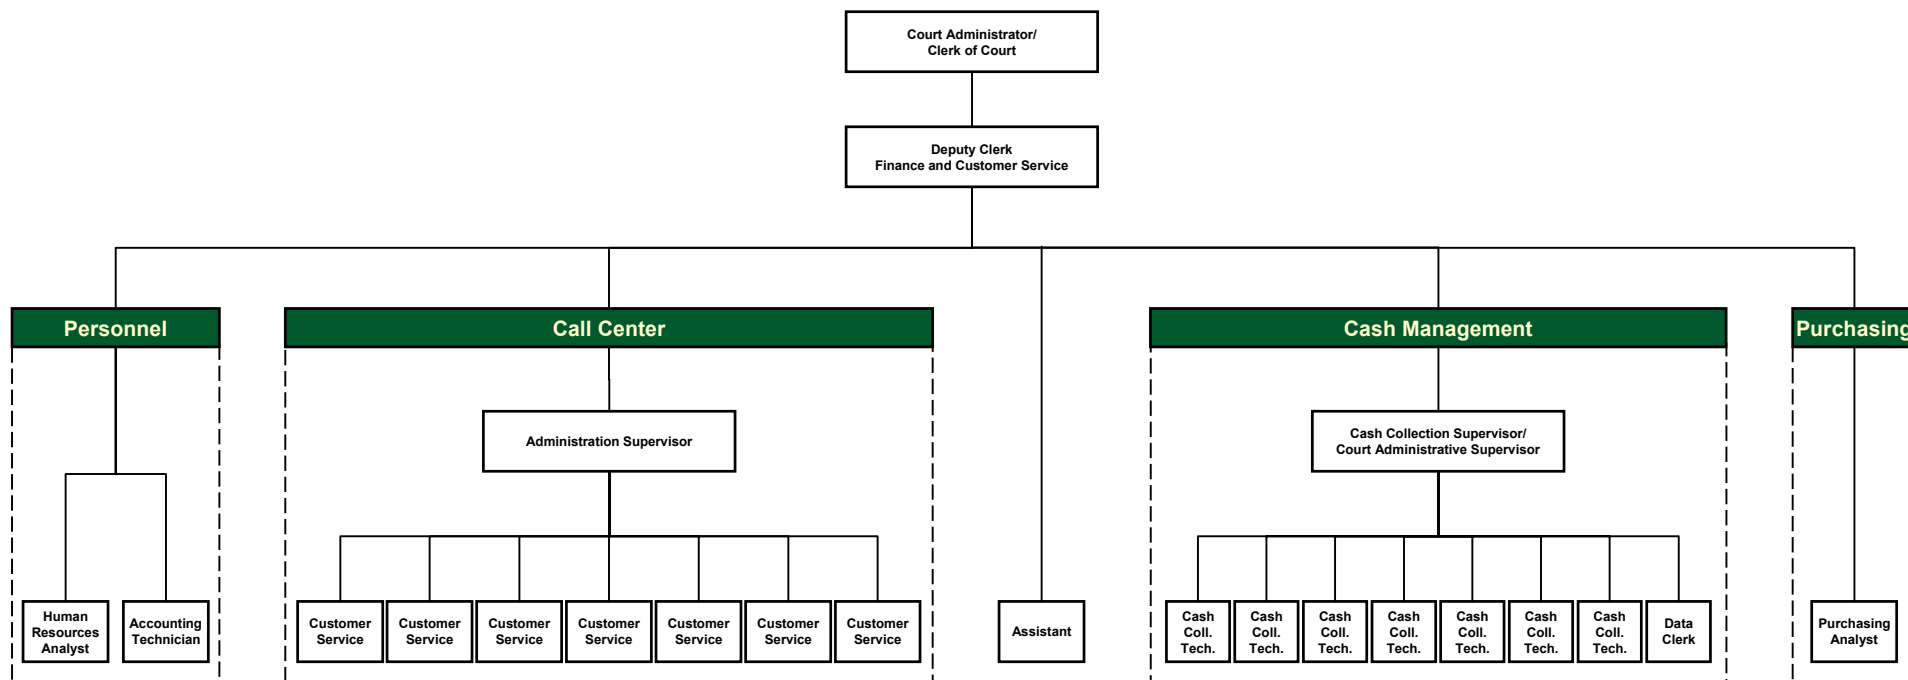 Court Administrator/
Clerk of Court
Deputy Clerk
Finance and Customer Service
Personnel
Call Center
Cash Management
Purchasing
Administration Supervisor
Cash Collection Supervisor/
Court Administrative Supervisor
Human
Resources
Analyst
Accounting
Technician
Customer
Service
Customer
Service
Customer
Service
Customer
Service
Customer
Service
Customer
Service
Customer
Service
Assistant
Cash
Coll.
Tech.
Cash
Coll.
Tech.
Cash
Coll.
Tech.
Cash
Coll.
Tech.
Cash
Coll.
Tech.
Cash
Coll.
Tech.
Cash
Coll.
Tech.
Data
Clerk
Purchasing
Analyst